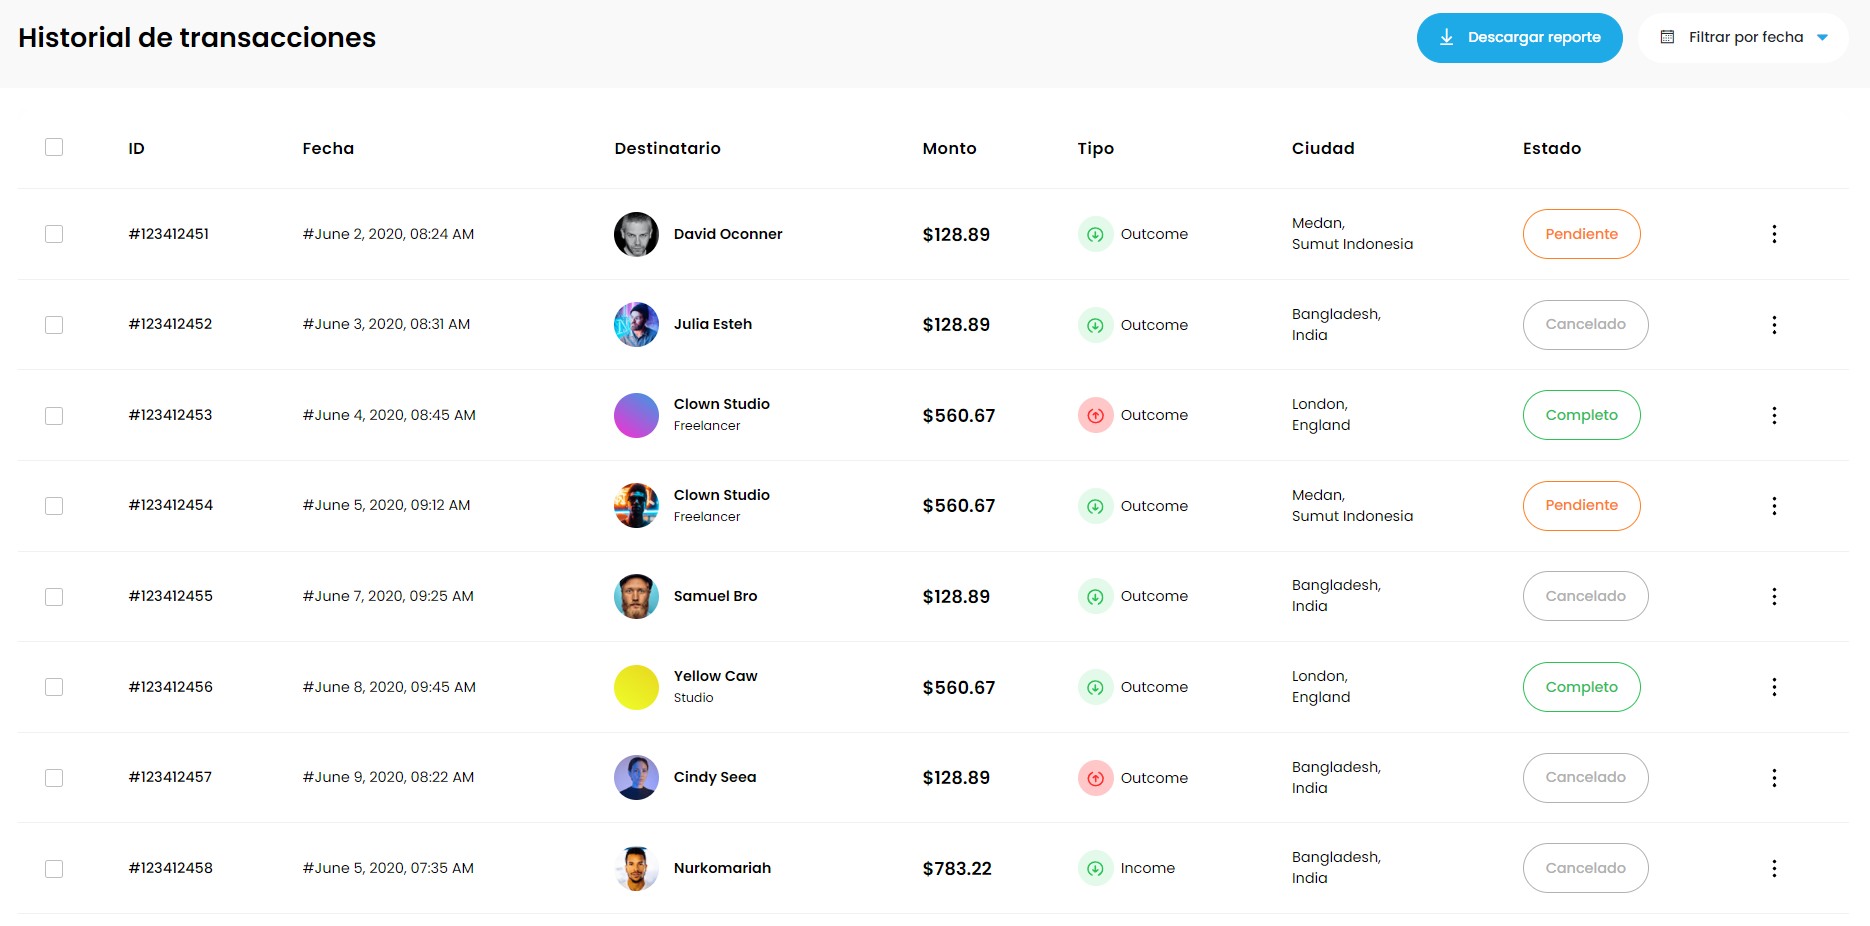 Historial de transacciones
Descargar reporte
Filtrar por fecha
ID Fecha Destinatario Monto Tipo Ciudad Estado
#123412451 #June 2, 2020, 08:24 AM David Oconner $128.89 Outcome Medan, Pendiente
Sumut Indonesia
#123412452 #June 3, 2020, 08:31 AM Julia Esteh $128.89 Outcome Bangladesh, Cancelado
India
#123412453 #June 4, 2020, 08:45 AM Clown Studio $560.67 Outcome London, Completo
Freelancer England
#123412454 #June 5, 2020, 09:12 AM Clown Studio $560.67 Outcome Medan, Pendiente
Freelancer Sumut Indonesia
#123412455 #June 7, 2020, 09:25 AM Samuel Bro $128.89 Outcome Bangladesh, Cancelado
India
#123412456 #June 8, 2020, 09:45 AM Yellow Caw $560.67 Outcome London, Completo
Studio England
#123412457 #June 9, 2020, 08:22 AM Cindy Seea $128.89 Outcome Bangladesh, Cancelado
India
#123412458 #June 5, 2020, 07:35 AM Nurkomariah $783.22 Income Bangladesh, Cancelado
India